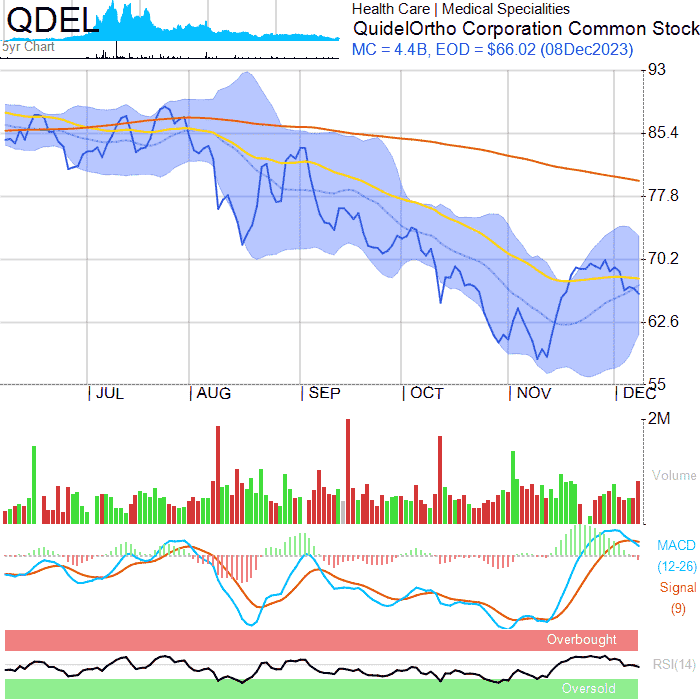 QDEL
5yr Chart
Health Care | Medical Specialities
QuidelOrtho Corporation Common Stock
MC = 4.4B, EOD = $66.02 (08Dec2023)
93
85.4
77.8
70.2
62.6
55
JUL
AUG
SEP
OCT
NOV
DEC
2M
Volume
MACD
(12-26)
Signal
(9)
Overbought
RSI(14)
Oversold